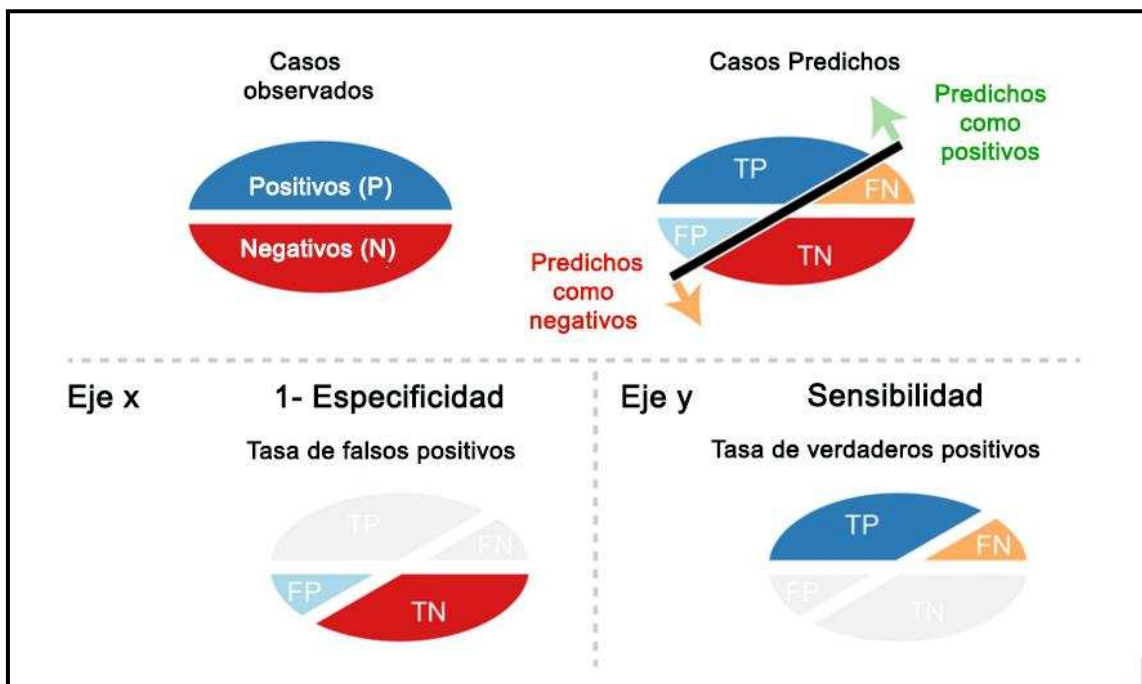 Casos
observados
Positivos (P)
Negativos (N)
Casos Predichos
Predichos
como
positivos
TP
FN
FP
TN
Predichos
como
negativos
Eje x
1- Especificidad
Tasa de falsos positivos
TP
FN
FP
TN
Eje y
Sensibilidad
Tasa de verdaderos positivos
TP
FN
FP
TN